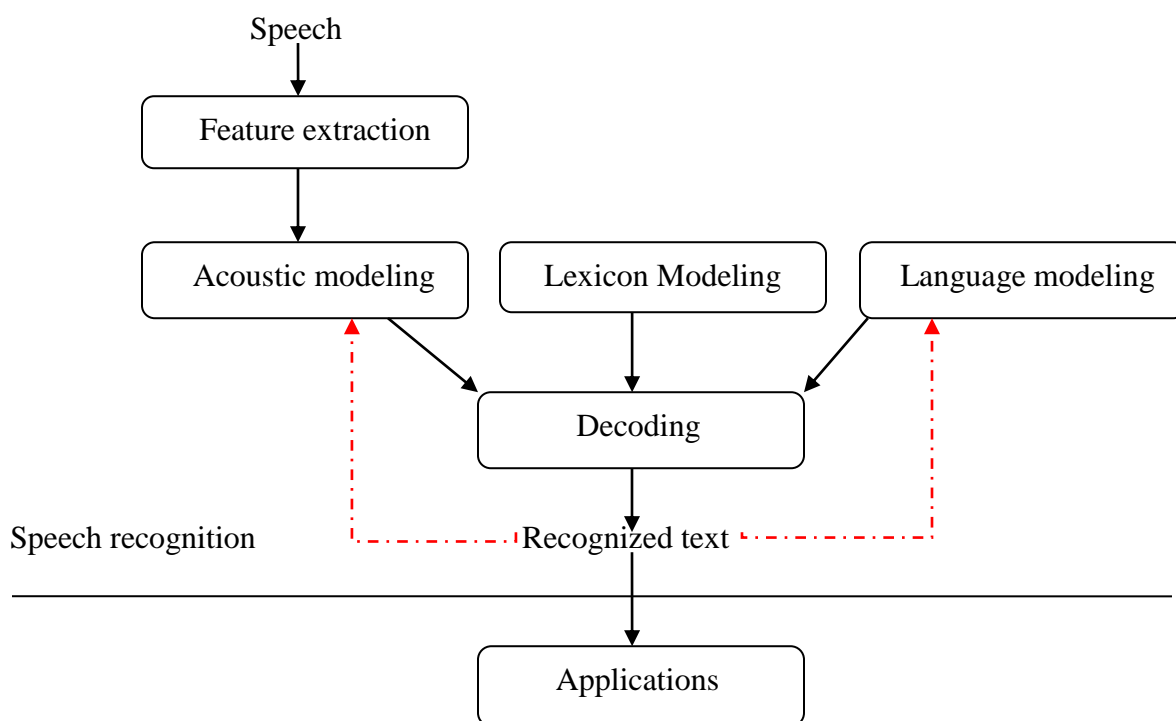 Speech
Feature extraction
Acoustic modeling
Lexicon Modeling
Language modeling
Decoding
Speech recognition
Recognized text
Applications